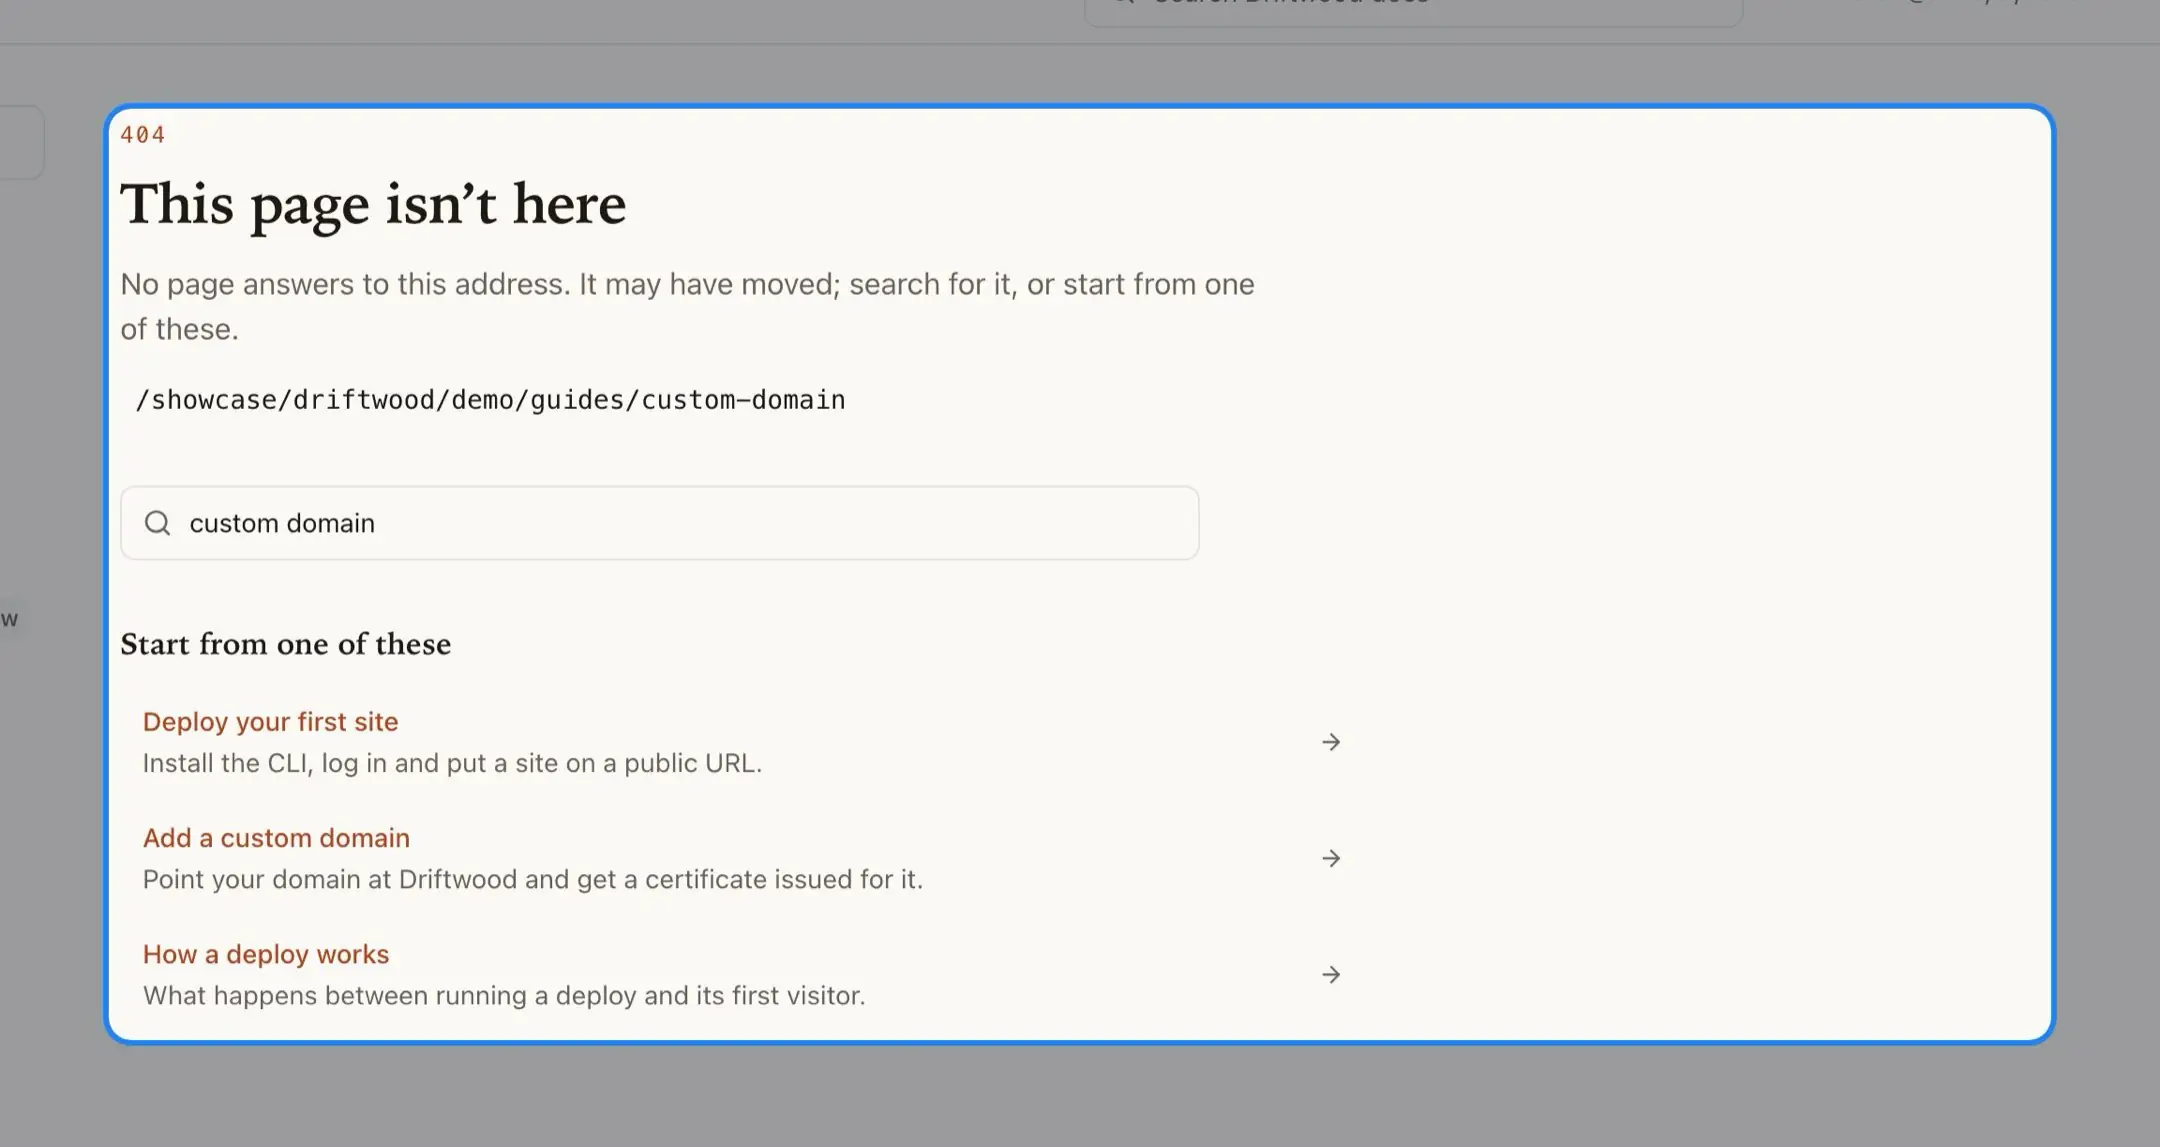 404
This page isn’t here
No page answers to this address. It may have moved; search for it, or start from one
of these.
/showcase/driftwood/demo/guides/custom-domain
custom domain
w
Start from one of these
Deploy your first site
Install the CLI, log in and put a site on a public URL.
Add a custom domain
Point your domain at Driftwood and get a certificate issued for it.
How a deploy works
What happens between running a deploy and its first visitor.